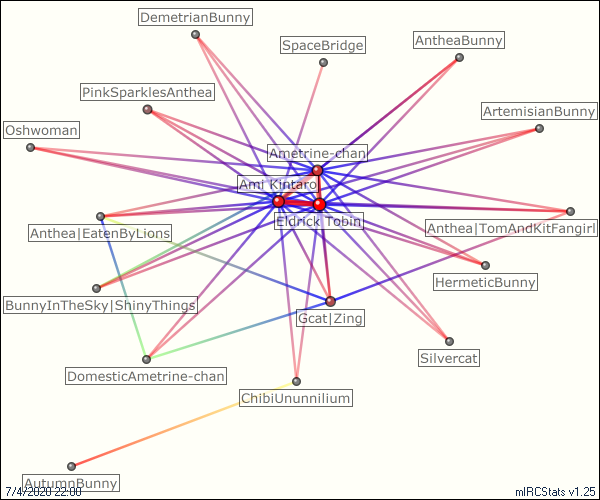 DemetrianBunny
SpaceBridge
AntheaBunny
PinkSparklesAnthea
ArtemisianBunny
Oshwoman
Ametrine-chan
Ami Kintaro
Eldrick Tobin
Anthea|EatenByLions
Anthea|TomAndKitFangirl
HermeticBunny
BunnyInTheSky|ShinyThings
Gcat|Zing
Silvercat
DomesticAmetrine-chan
ChibiUnunnilium
AutumnBunny
7/4/2020 22:00
mIRCStats v1.25